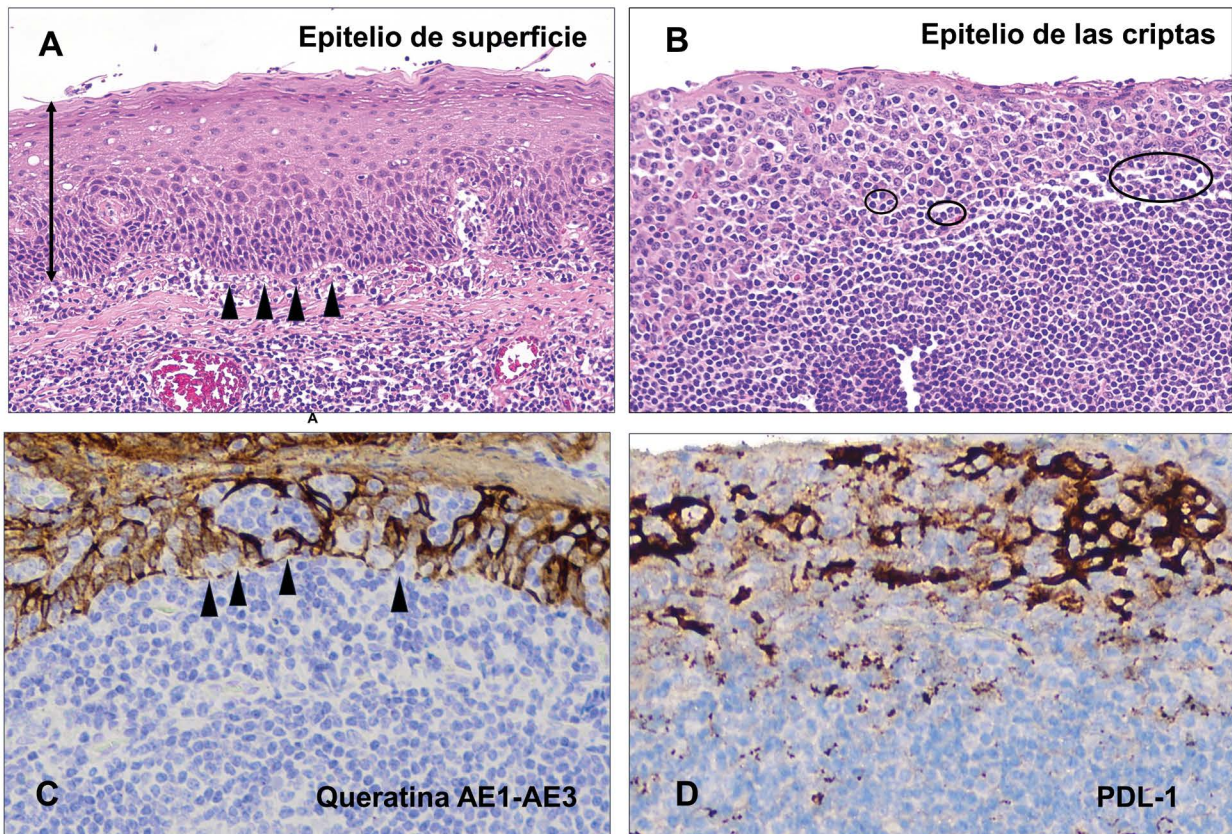 A
Epitelio de superficie
B
Epitelio de las criptas
A
C
Queratina AE1-AE3
D
PDL-1